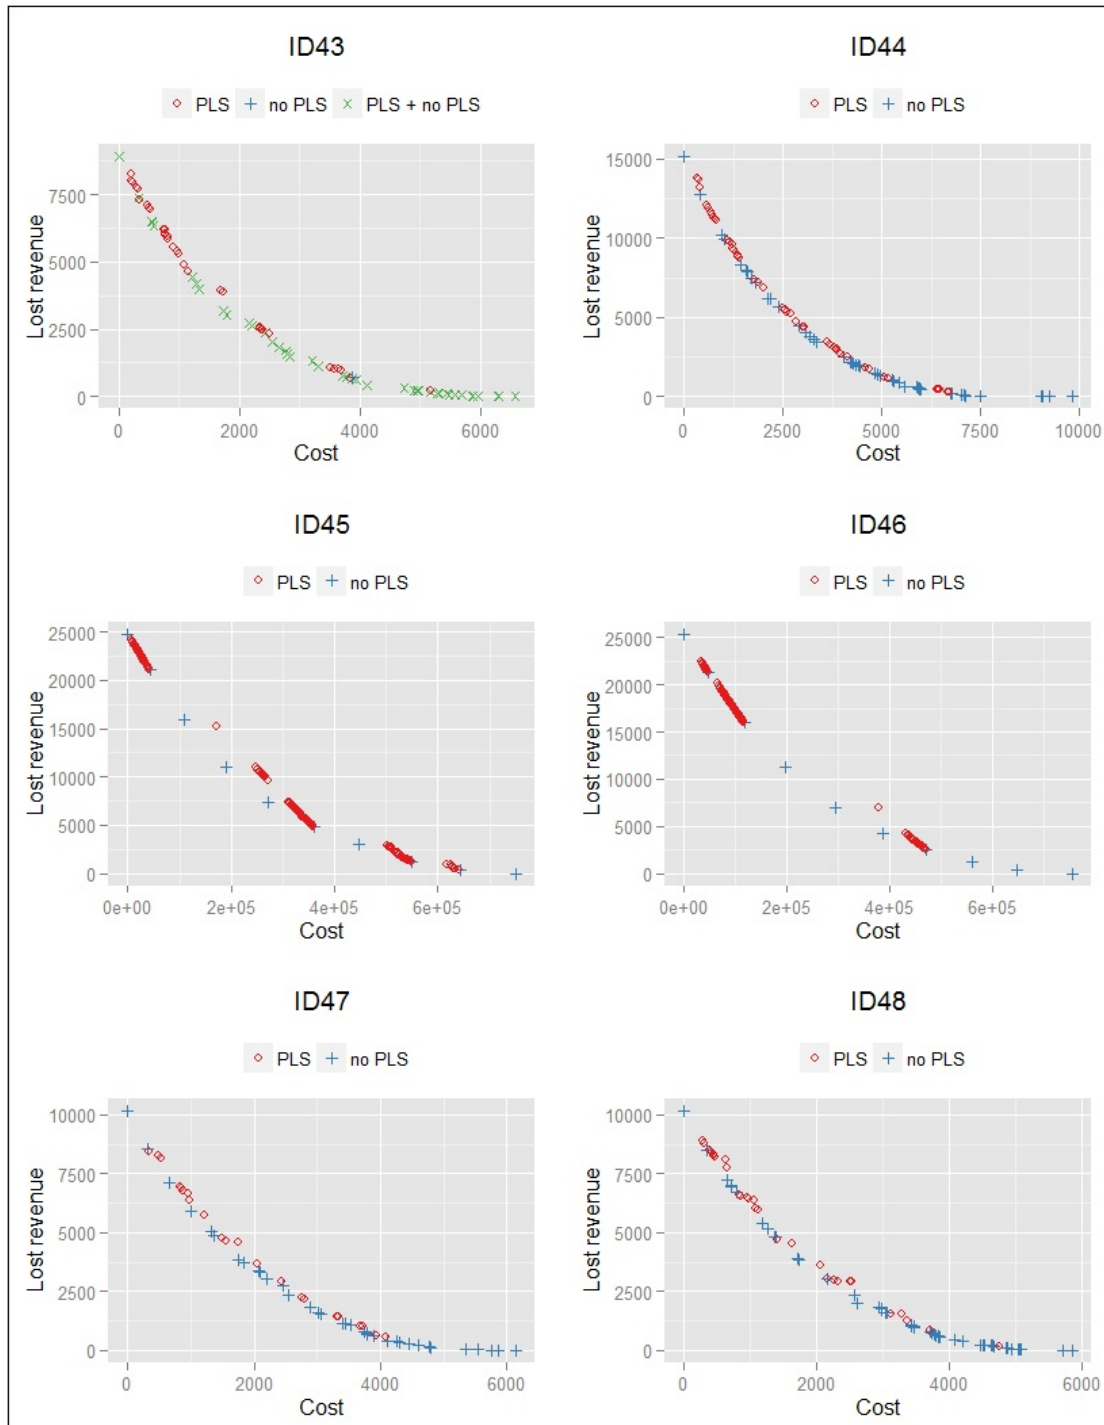 ID43
PLS no PLS PLS + no PLS
7500
5000
2500
0
Lost revenue
0 2000 4000 6000
Cost
ID44
PLS no PLS
15000
10000
5000
0
Lost revenue
0 2500 5000 7500 10000
Cost
ID45
PLS no PLS
25000
20000
15000
10000
5000
0
Lost revenue
0e+00 2e+05 4e+05 6e+05
Cost
ID46
PLS no PLS
25000
20000
15000
10000
5000
0
Lost revenue
0e+00 2e+05 4e+05 6e+05
Cost
ID47
PLS no PLS
10000
7500
5000
2500
0
Lost revenue
0 2000 4000 6000
Cost
ID48
PLS no PLS
10000
7500
5000
2500
0
Lost revenue
0 2000 4000 6000
Cost